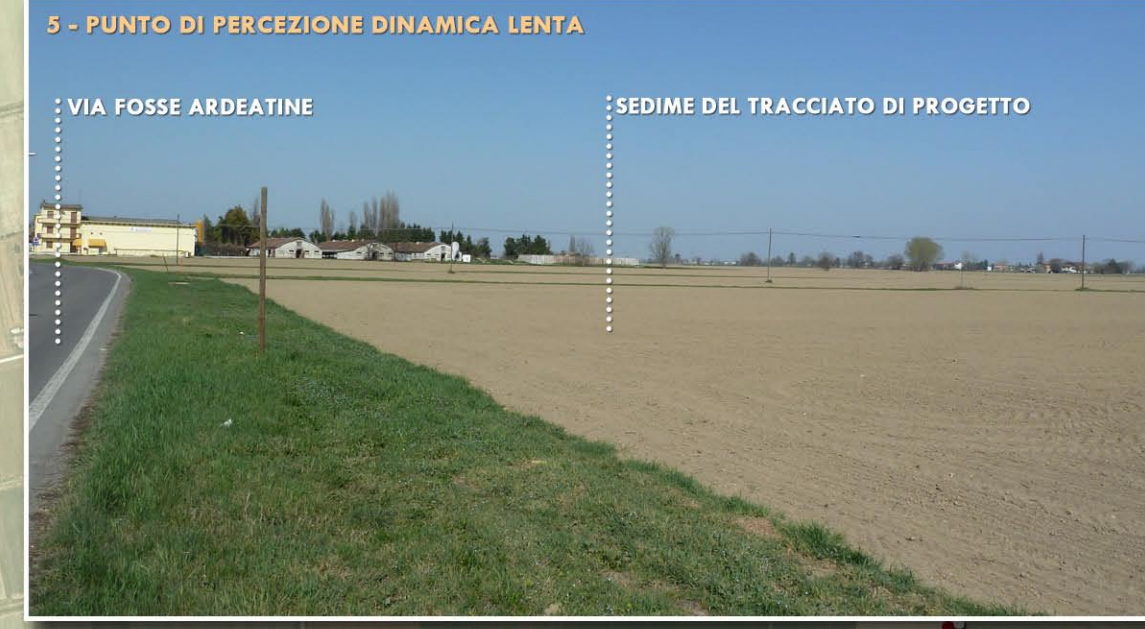 5 - PUNTO DI PERCEZIONE DINAMICA LENTA
VIA FOSSE ARDEATINE
SEDIME DEL TRACCIATO DI PROGETTO